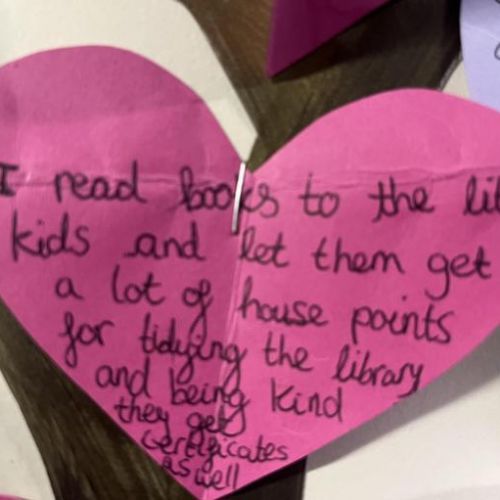 I read books to the lit
kids and let them get
a lot of house points
for tidying the library
and being kind
they get
certificates
as well